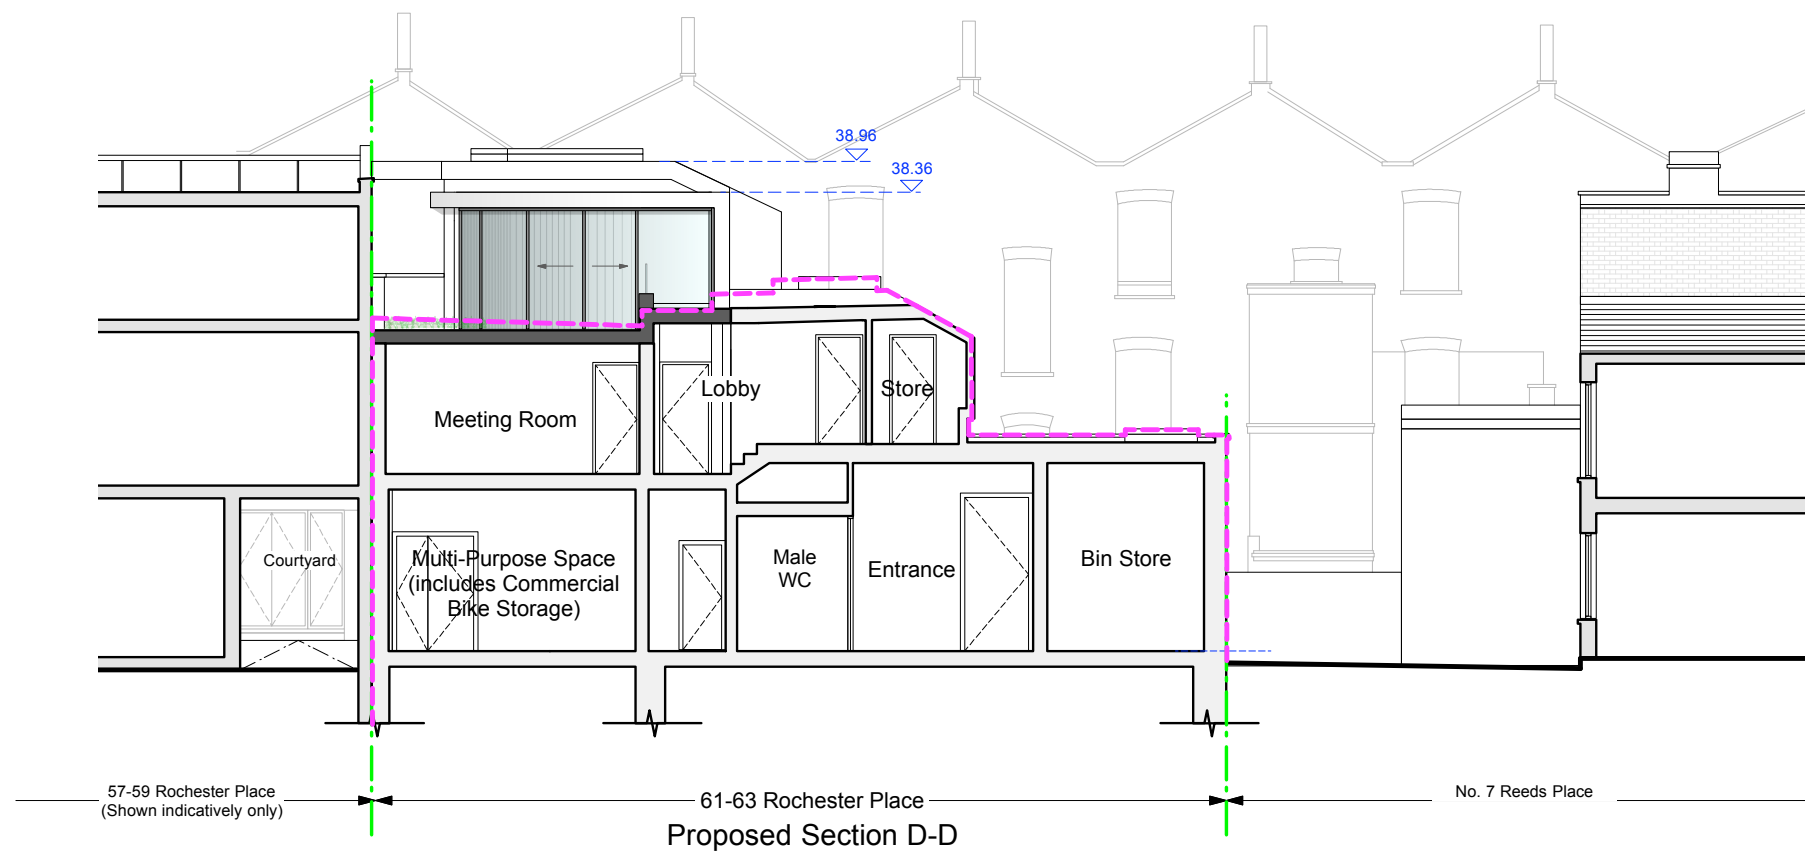 38.96
38.36
Lobby
Store
Meeting Room
Courtyard
Multi-Purpose Space
(includes Commercial
Bike Storage)
Male
WC
Entrance
Bin Store
57-59 Rochester Place
(Shown indicatively only)
61-63 Rochester Place
No. 7 Reeds Place
Proposed Section D-D